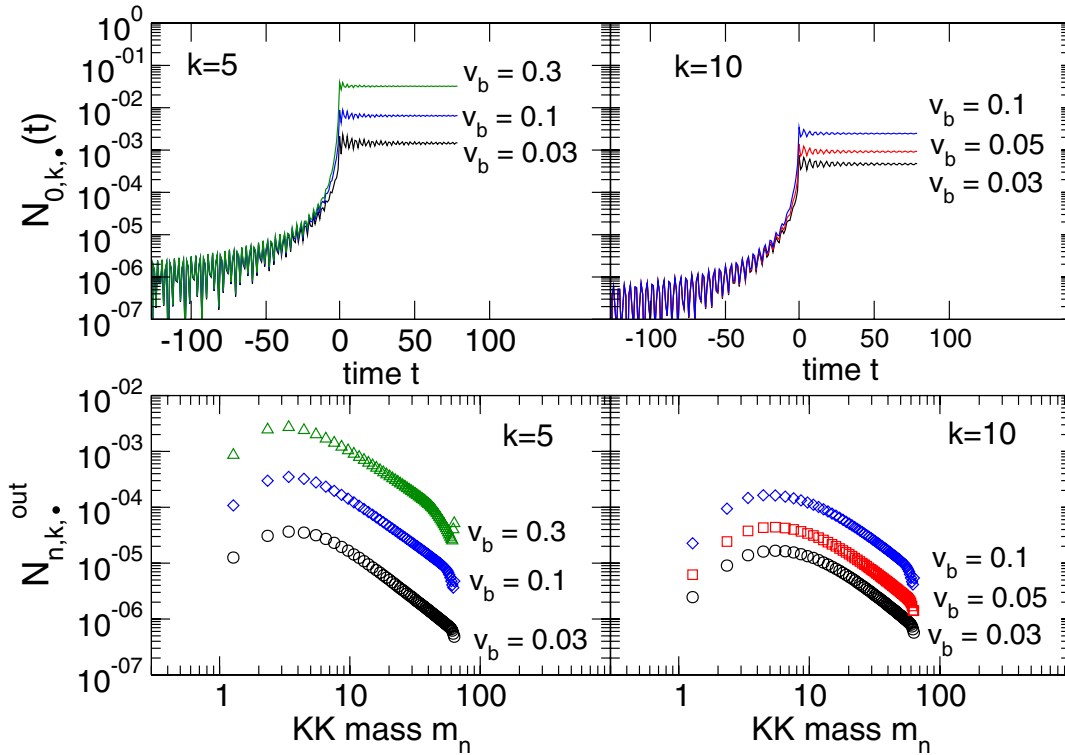 N₀,ₖ,•(t)
10⁰
10⁻⁰¹
10⁻⁰²
10⁻⁰³
10⁻⁰⁴
10⁻⁰⁵
10⁻⁰⁶
10⁻⁰⁷
k=5
v_b = 0.3
v_b = 0.1
v_b = 0.03
-100 -50 0 50 100
time t
k=10
v_b = 0.1
v_b = 0.05
v_b = 0.03
-100 -50 0 50 100
time t
N_{n,k,•}^{out}
10⁻⁰²
10⁻⁰³
10⁻⁰⁴
10⁻⁰⁵
10⁻⁰⁶
10⁻⁰⁷
k=5
v_b = 0.3
v_b = 0.1
v_b = 0.03
1 10 100
KK mass m_n
k=10
v_b = 0.1
v_b = 0.05
v_b = 0.03
1 10 100
KK mass m_n